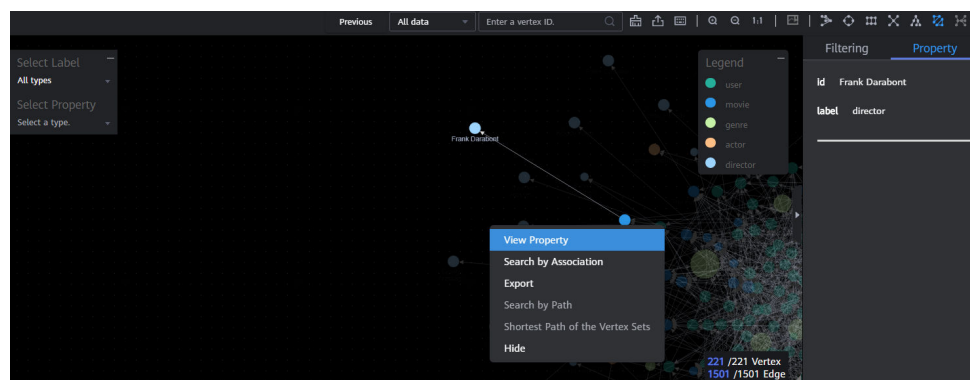 Previous
All data
Enter a vertex ID.
1:1
Select Label
All types
Select Property
Select a type.
Frank Darabont
Legend
user
movie
genre
actor
director
View Property
Search by Association
Export
Search by Path
Shortest Path of the Vertex Sets
Hide
221 /221 Vertex
1501 /1501 Edge
Filtering Property
id Frank Darabont
label director